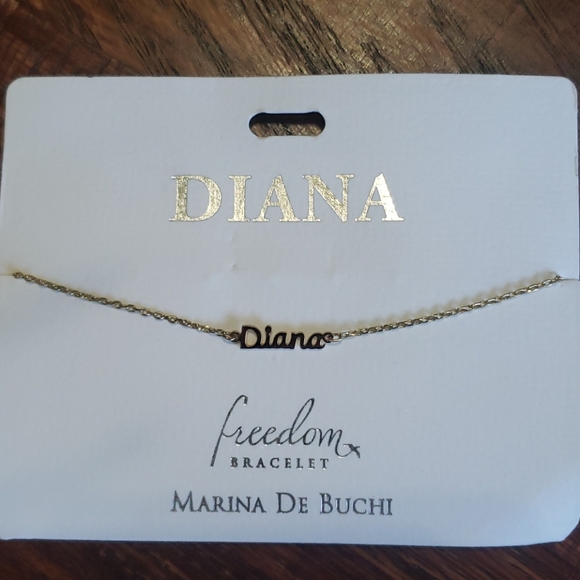 DIANA
Diana
freedom
BRACELET
MARINA DE BUCHI